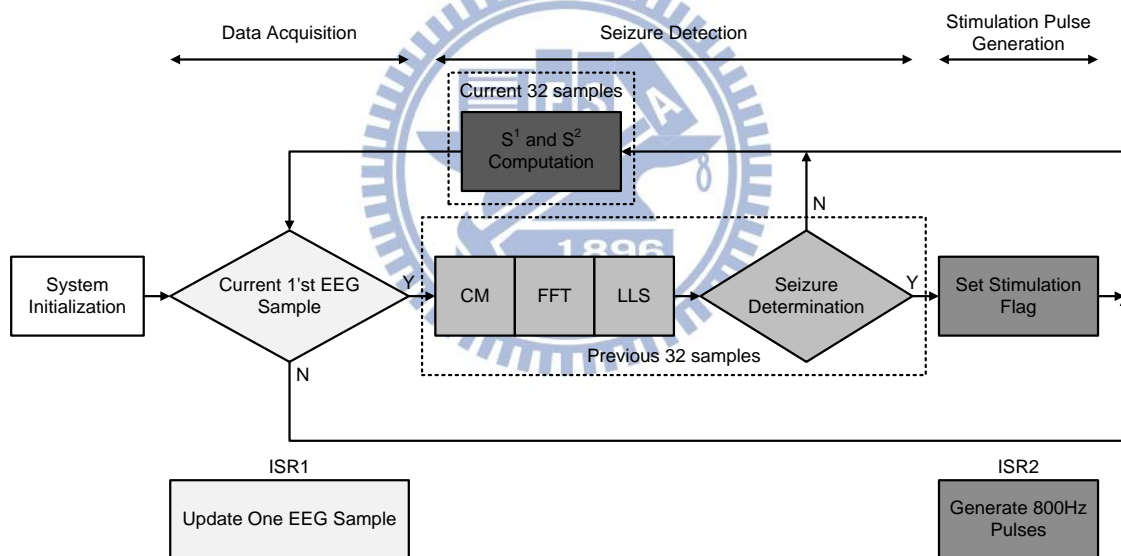 Data Acquisition
Seizure Detection
Stimulation Pulse
Generation
Current 32 samples
S¹ and S²
Computation
N
1896
System
Initialization
Current 1'st EEG
Sample
Y
CM
FFT
LLS
Seizure
Determination
Y
Set Stimulation
Flag
Previous 32 samples
N
ISR1
ISR2
Update One EEG Sample
Generate 800Hz
Pulses